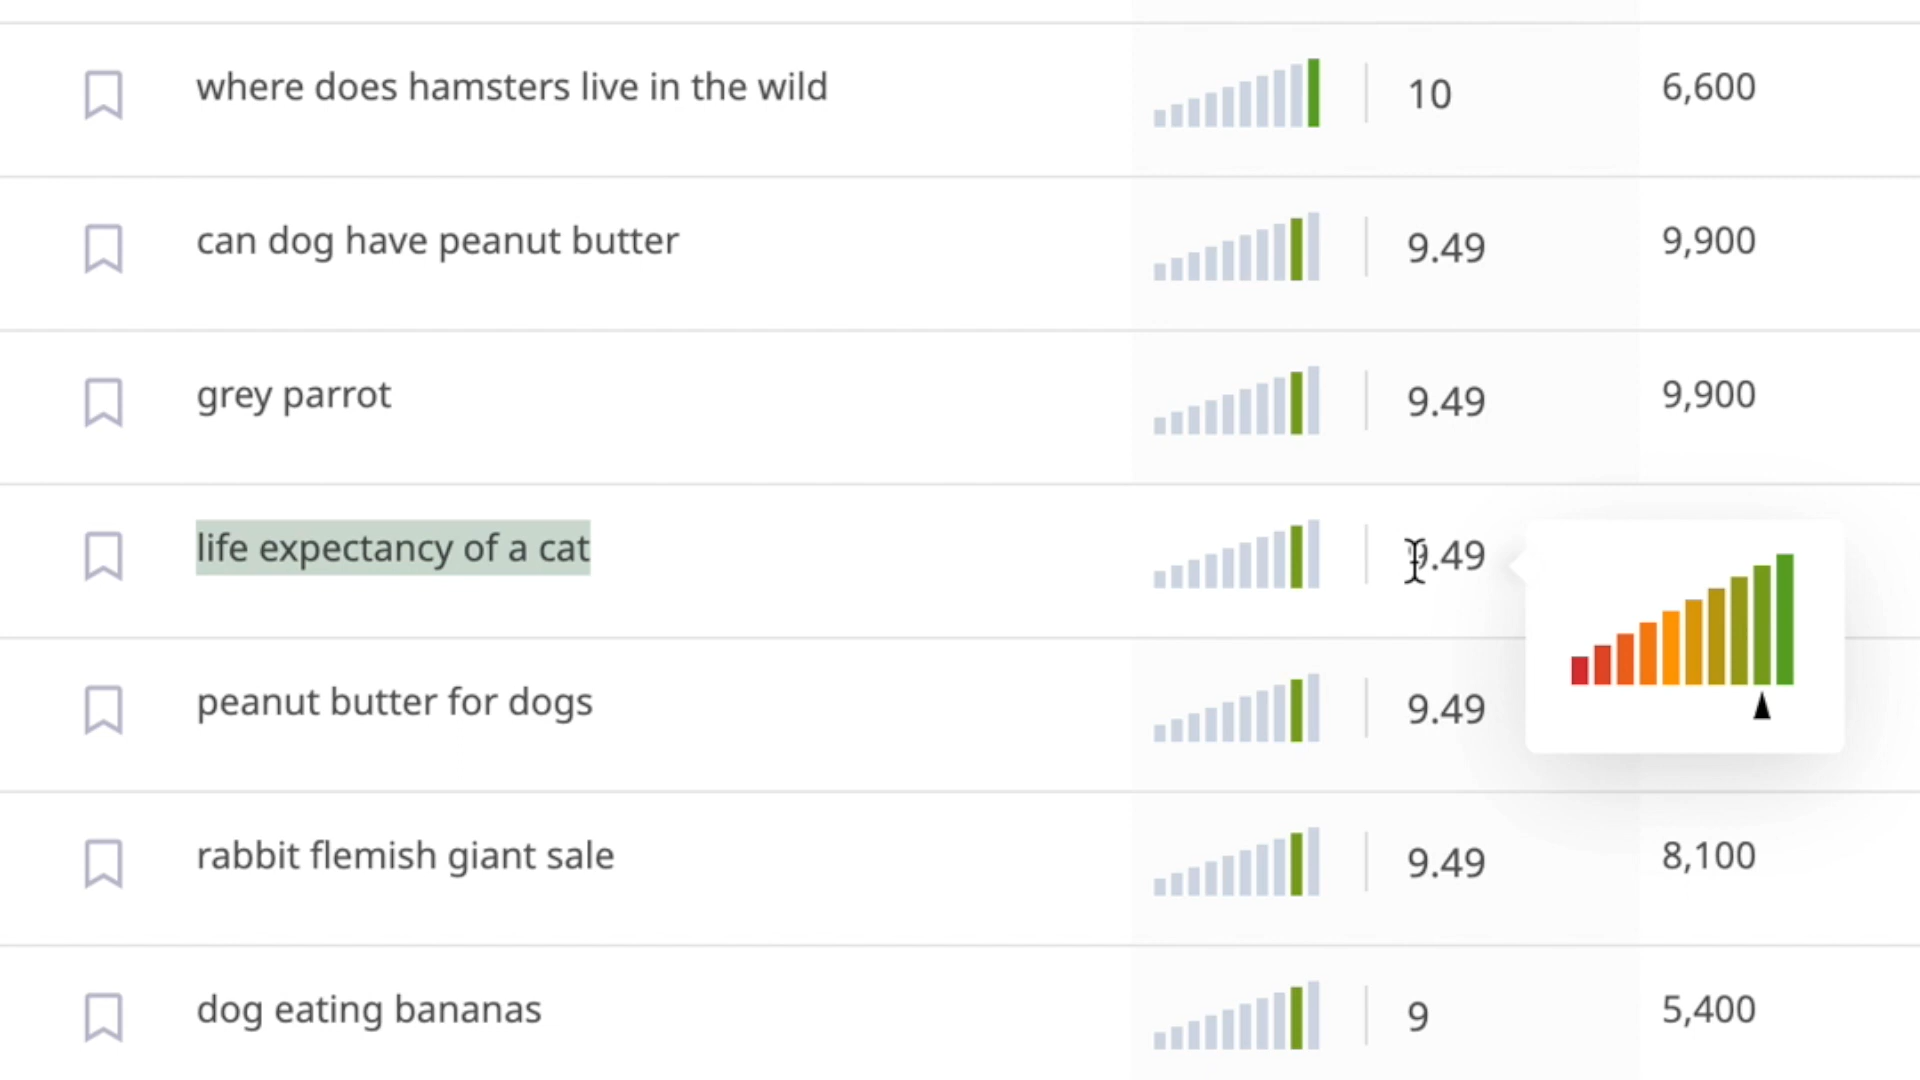 where does hamsters live in the wild 10 6,600
can dog have peanut butter 9.49 9,900
grey parrot 9.49 9,900
life expectancy of a cat 9.49
peanut butter for dogs 9.49
rabbit flemish giant sale 9.49 8,100
dog eating bananas 9 5,400